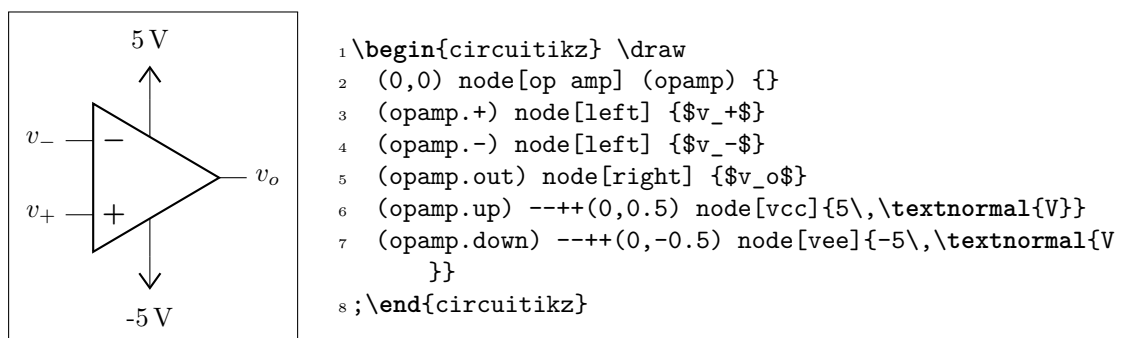 5 V
v_−
−
v_o
v_+
+
-5 V
1 \begin{circuitikz} \draw
2 (0,0) node[op amp] (opamp) {}
3 (opamp.+) node[left] {$v_+$}
4 (opamp.-) node[left] {$v_-$}
5 (opamp.out) node[right] {$v_o$}
6 (opamp.up) --++(0,0.5) node[vcc]{5\,\textnormal{V}}
7 (opamp.down) --++(0,-0.5) node[vee]{-5\,\textnormal{V
}}
8 ;\end{circuitikz}